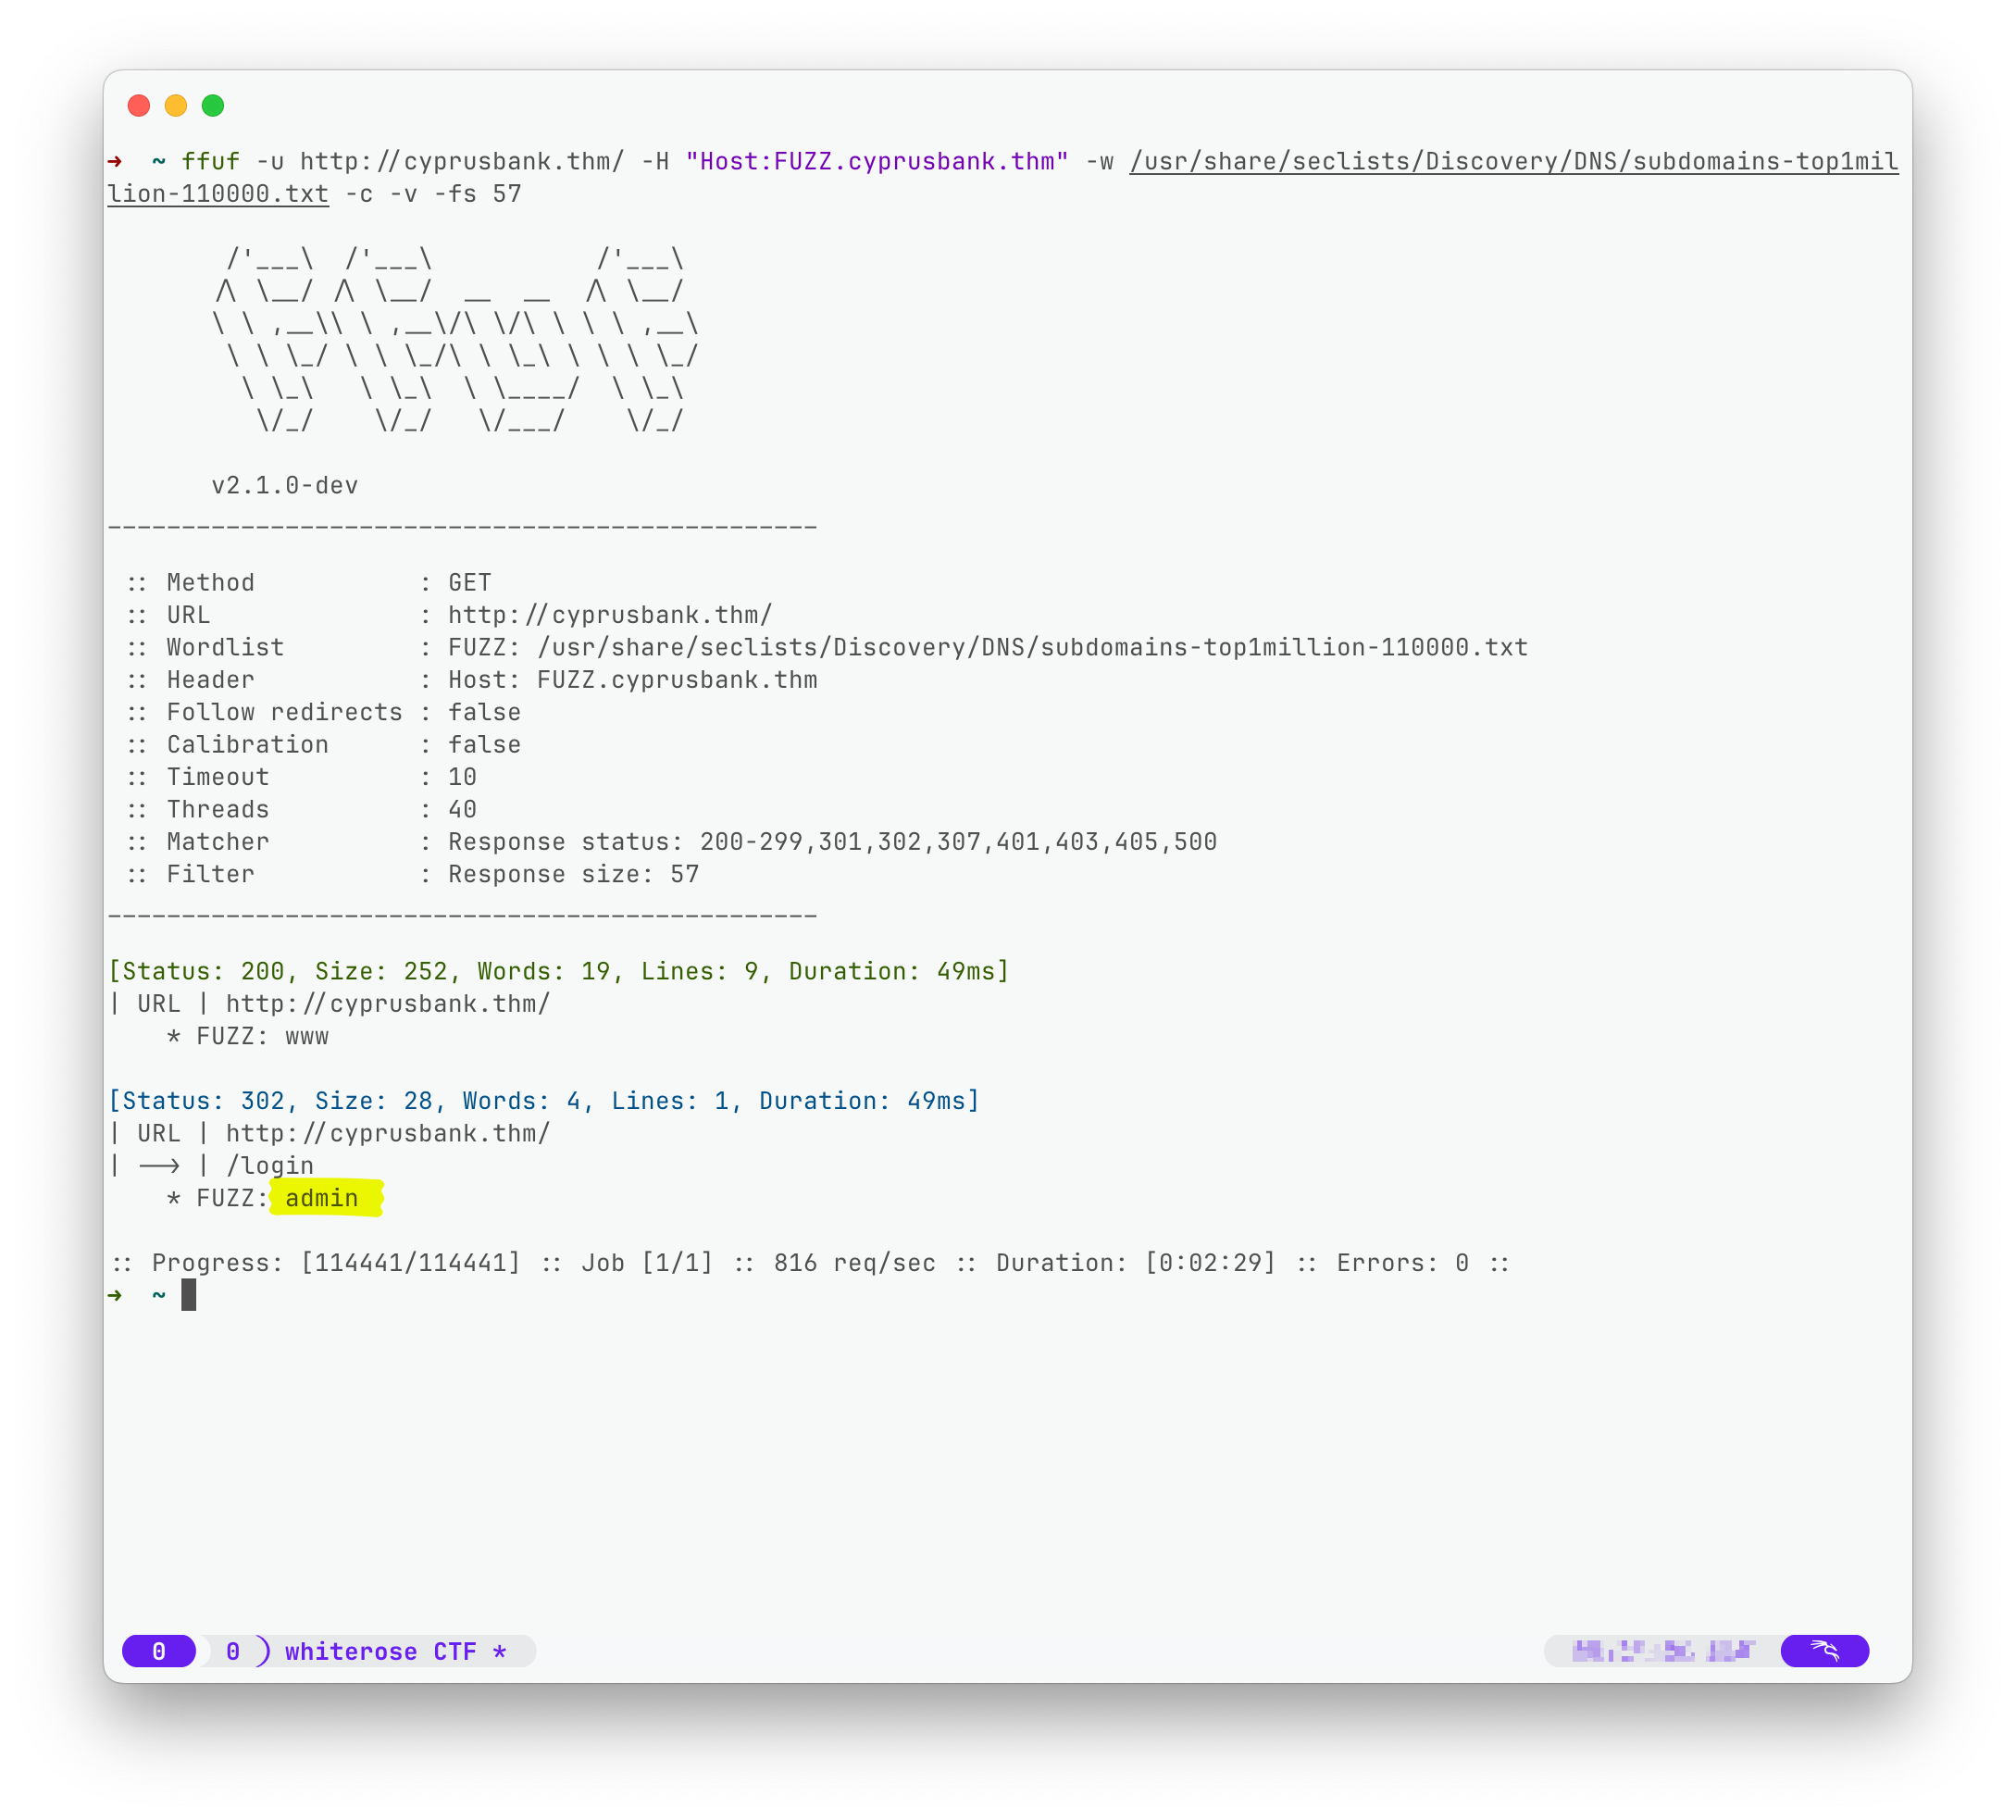 ➜  ~ ffuf -u http://cyprusbank.thm/ -H "Host:FUZZ.cyprusbank.thm" -w /usr/share/seclists/Discovery/DNS/subdomains-top1mil
lion-110000.txt -c -v -fs 57
        /'___\  /'___\           /'___\
       /\ \__/ /\ \__/  __  __  /\ \__/
       \ \ ,__\\ \ ,__\/\ \/\ \ \ \ ,__\
        \ \ \_/ \ \ \_/\ \ \_\ \ \ \ \_/
         \ \_\   \ \_\  \ \____/  \ \_\
          \/_/    \/_/   \/___/    \/_/
       v2.1.0-dev
________________________________________________
 :: Method           : GET
 :: URL              : http://cyprusbank.thm/
 :: Wordlist         : FUZZ: /usr/share/seclists/Discovery/DNS/subdomains-top1million-110000.txt
 :: Header           : Host: FUZZ.cyprusbank.thm
 :: Follow redirects : false
 :: Calibration      : false
 :: Timeout          : 10
 :: Threads          : 40
 :: Matcher          : Response status: 200-299,301,302,307,401,403,405,500
 :: Filter           : Response size: 57
________________________________________________
[Status: 200, Size: 252, Words: 19, Lines: 9, Duration: 49ms]
| URL | http://cyprusbank.thm/
    * FUZZ: www
[Status: 302, Size: 28, Words: 4, Lines: 1, Duration: 49ms]
| URL | http://cyprusbank.thm/
| --> | /login
    * FUZZ: admin
:: Progress: [114441/114441] :: Job [1/1] :: 816 req/sec :: Duration: [0:02:29] :: Errors: 0 ::
➜  ~
0 0 whiterose CTF *